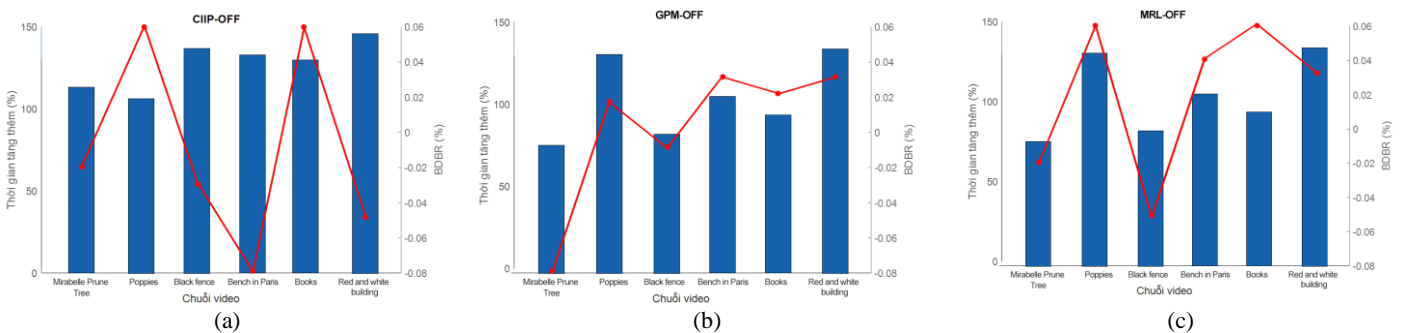 CIIP-OFF
150
100
50
0
Thời gian tăng thêm (%)
0.06
0.04
0.02
0
-0.02
-0.04
-0.06
-0.08
BDBR (%)
Mirabelle Prune Tree
Poppies
Black fence
Bench in Paris
Books
Red and white building
Chuỗi video
(a)
GPM-OFF
150
100
50
0
Thời gian tăng thêm (%)
0.06
0.04
0.02
0
-0.02
0.04
0.06
-0.08
BDBR (%)
Mirabelle Prune Tree
Poppies
Black fence
Bench in Paris
Books
Red and white building
Chuỗi video
(b)
MRL-OFF
150
100
50
0
Thời gian tăng thêm (%)
0.06
0.04
0.02
0
-0.02
0.04
0.06
-0.08
BDBR (%)
Mirabelle Prune Tree
Poppies
Black fence
Bench in Paris
Books
Red and white building
Chuỗi video
(c)